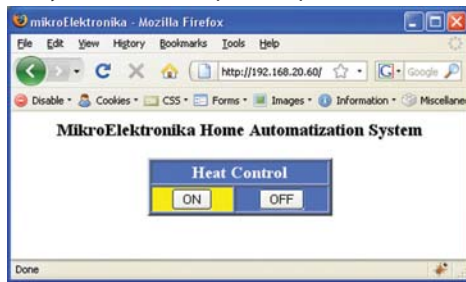 mikroElektronika - Mozilla Firefox
File Edit View History Bookmarks Tools Help
http://192.168.20.60/ G Google
Disable Cookies CSS Forms Images Information Miscellane
MikroElektronika Home Automatization System
Heat Control
ON OFF
Done